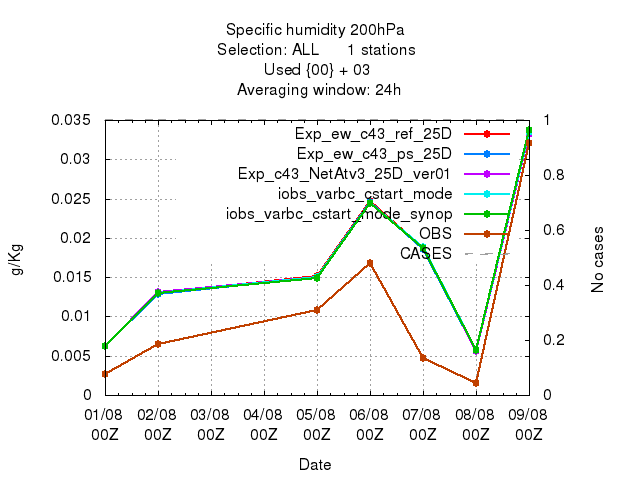 Specific humidity 200hPa
Selection: ALL 1 stations
Used {00} + 03
Averaging window: 24h
0.035
0.03
0.025
0.02
0.015
0.01
0.005
0
g/Kg
1
0.8
0.6
0.4
0.2
0
No cases
Exp_ew_c43_ref_25D
Exp_ew_c43_ps_25D
Exp_c43_NetAtv3_25D_ver01
iobs_varbc_cstart_mode
iobs_varbc_cstart_mode_synop
OBS
CASES
01/08 02/08 03/08 04/08 05/08 06/08 07/08 08/08 09/08
00Z 00Z 00Z 00Z 00Z 00Z 00Z 00Z 00Z
Date